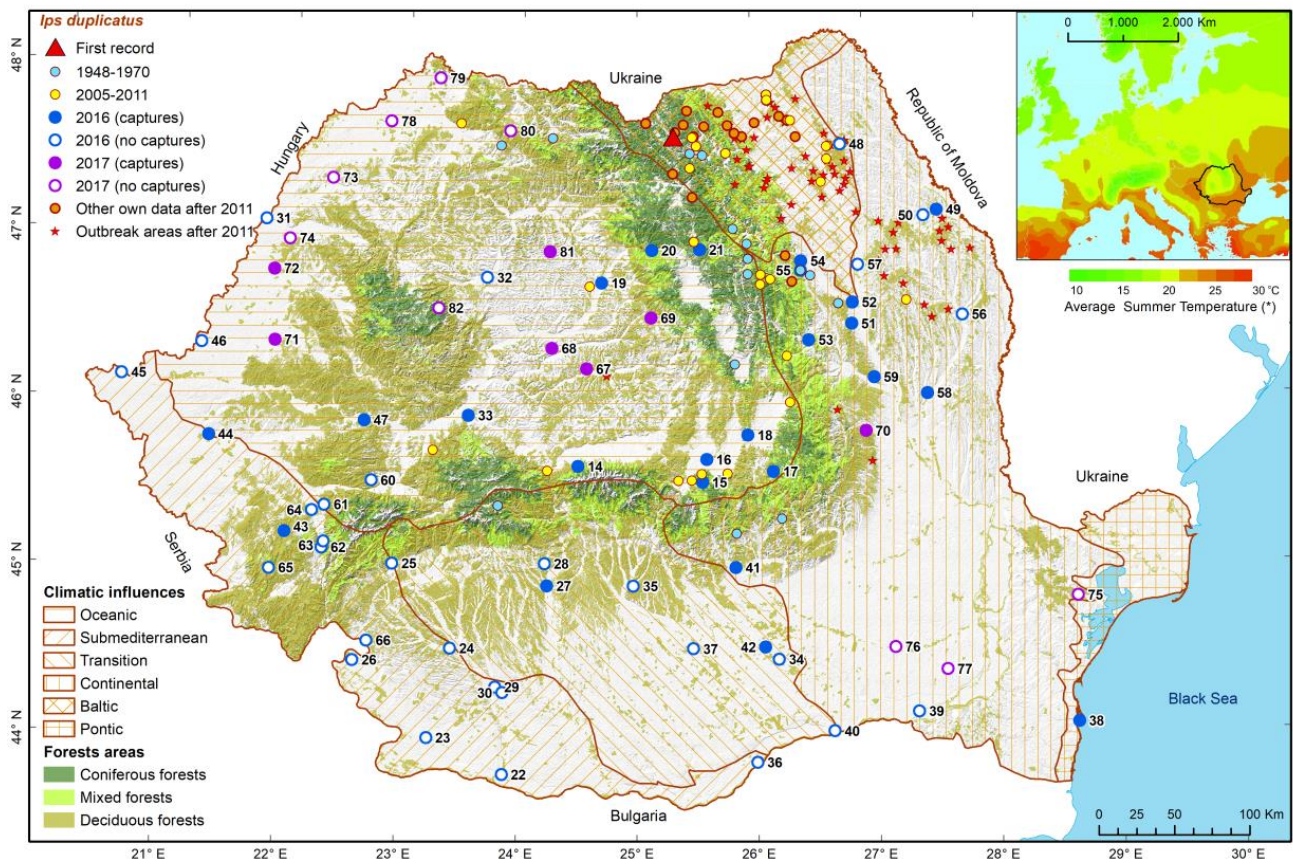 Ips duplicatus
First record
1948-1970
2005-2011
2016 (captures)
2016 (no captures)
2017 (captures)
2017 (no captures)
Other own data after 2011
Outbreak areas after 2011
Climatic influences
Oceanic
Submediterranean
Transition
Continental
Baltic
Pontic
Forests areas
Coniferous forests
Mixed forests
Deciduous forests
0 1.000 2.000 Km
10 15 20 25 30 °C
Average Summer Temperature (*)
Ukraine
Hungary
Republic of Moldova
Serbia
Bulgaria
Ukraine
Black Sea
79
78
80
73
31
74
72
81
32
82
19
20
21
69
68
67
71
46
45
44
47
33
48
50
49
54
55
57
52
51
53
56
59
58
70
18
16
15
17
14
60
61
64
43
63
62
65
25
28
27
35
41
66
26
24
37
42
34
29
30
23
22
36
40
39
76
77
75
38
48° N
47° N
46° N
45° N
44° N
21° E
22° E
23° E
24° E
25° E
26° E
27° E
28° E
29° E
30° E
0 25 50 100 Km